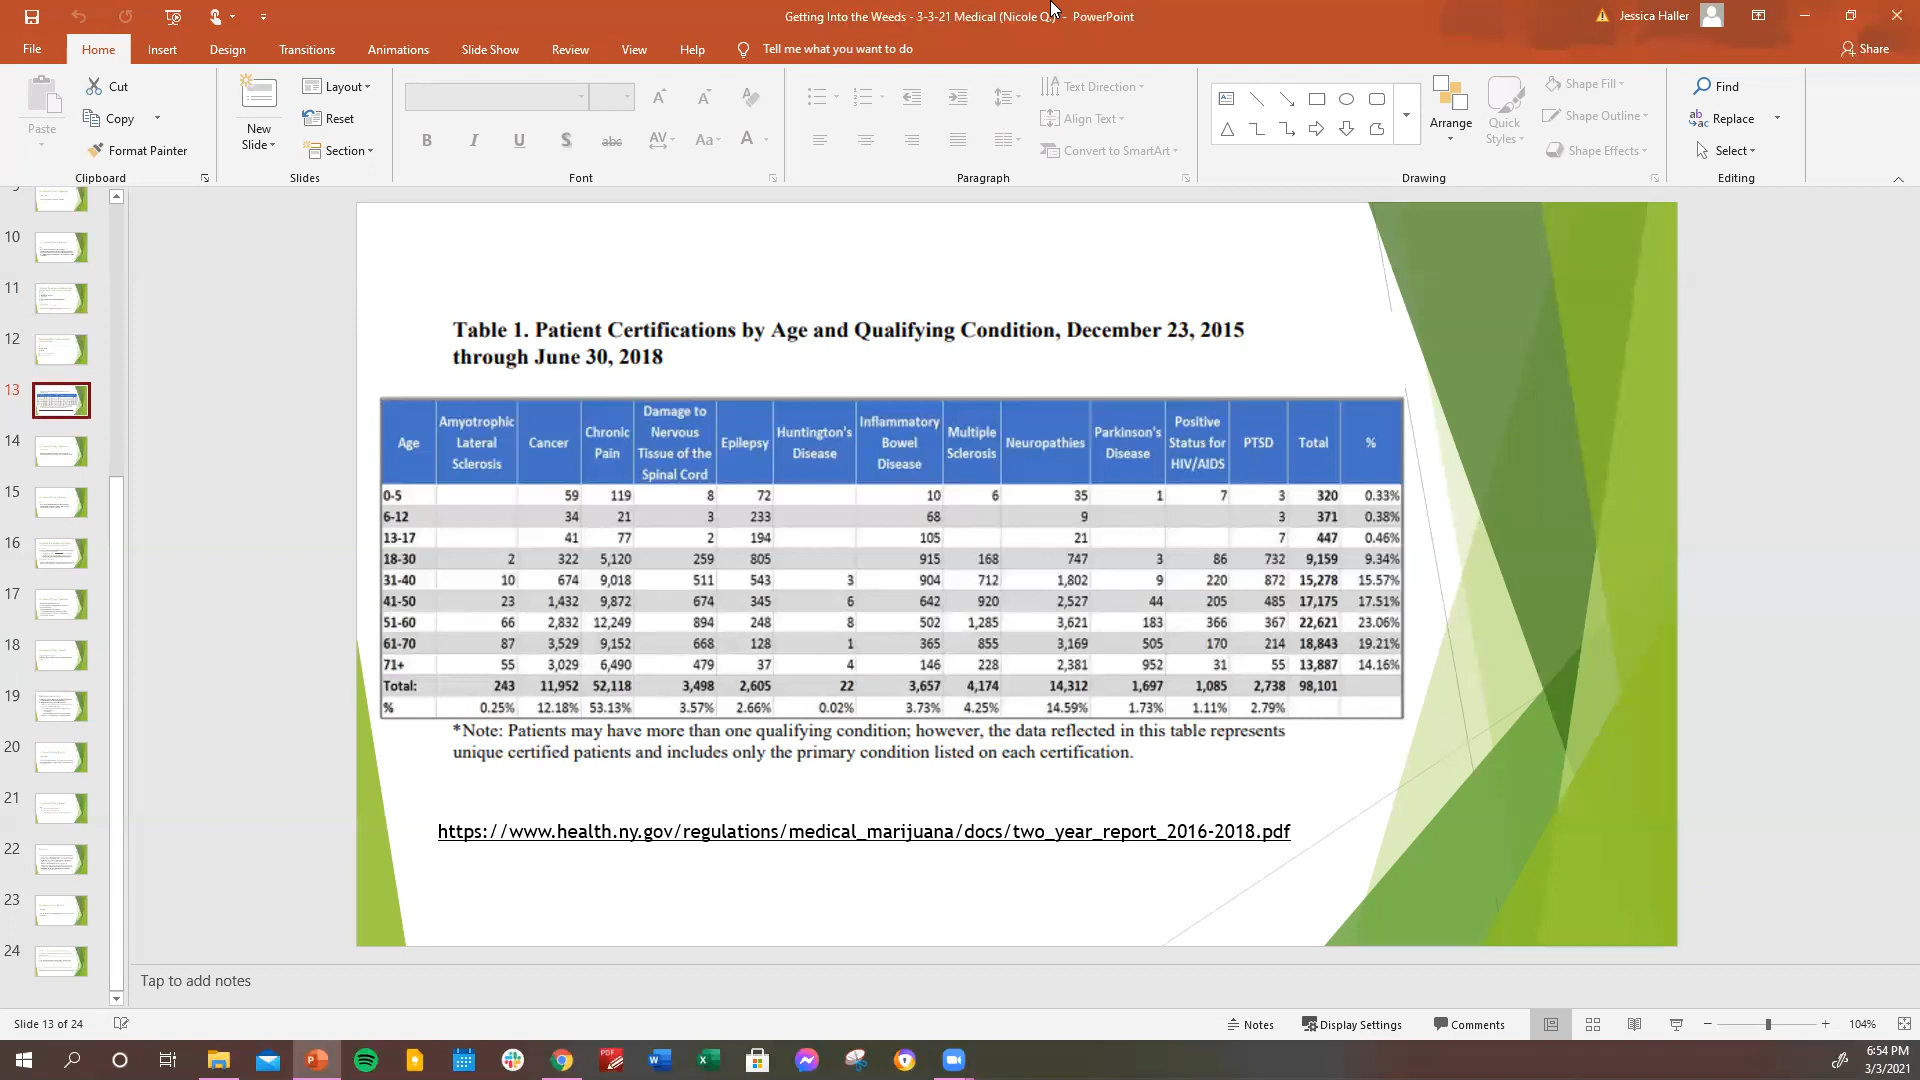 Getting Into the Weeds - 3-3-21 Medical (Nicole Q.) - PowerPoint
Jessica Haller
File Home Insert Design Transitions Animations Slide Show Review View Help Tell me what you want to do Share
Paste
Cut
Copy
Format Painter
Clipboard
New Slide
Layout
Reset
Section
Slides
Font
Text Direction
Align Text
Convert to SmartArt
Paragraph
Arrange
Quick Styles
Shape Fill
Shape Outline
Shape Effects
Drawing
Find
Replace
Select
Editing
10
11
12
13
14
15
16
17
18
19
20
21
22
23
24
Table 1. Patient Certifications by Age and Qualifying Condition, December 23, 2015
through June 30, 2018
Age Amyotrophic Lateral Sclerosis Cancer Chronic Pain Damage to Nervous Tissue of the Spinal Cord Epilepsy Huntington's Disease Inflammatory Bowel Disease Multiple Sclerosis Neuropathies Parkinson's Disease Positive Status for HIV/AIDS PTSD Total %
0-5 59 119 8 72 10 6 35 1 7 3 320 0.33%
6-12 34 21 3 233 68 9 3 371 0.38%
13-17 41 77 2 194 105 21 7 447 0.46%
18-30 2 322 5,120 259 805 915 168 747 3 86 732 9,159 9.34%
31-40 10 674 9,018 511 543 3 904 712 1,802 9 220 872 15,278 15.57%
41-50 23 1,432 9,872 674 345 6 642 920 2,527 44 205 485 17,175 17.51%
51-60 66 2,832 12,249 894 248 8 502 1,285 3,621 183 366 367 22,621 23.06%
61-70 87 3,529 9,152 668 128 1 365 855 3,169 505 170 214 18,843 19.21%
71+ 55 3,029 6,490 479 37 4 146 228 2,381 952 31 55 13,887 14.16%
Total: 243 11,952 52,118 3,498 2,605 22 3,657 4,174 14,312 1,697 1,085 2,738 98,101
% 0.25% 12.18% 53.13% 3.57% 2.66% 0.02% 3.73% 4.25% 14.59% 1.73% 1.11% 2.79%
*Note: Patients may have more than one qualifying condition; however, the data reflected in this table represents
unique certified patients and includes only the primary condition listed on each certification.
https://www.health.ny.gov/regulations/medical_marijuana/docs/two_year_report_2016-2018.pdf
Tap to add notes
Slide 13 of 24
Notes Display Settings Comments 104%
6:54 PM
3/3/2021